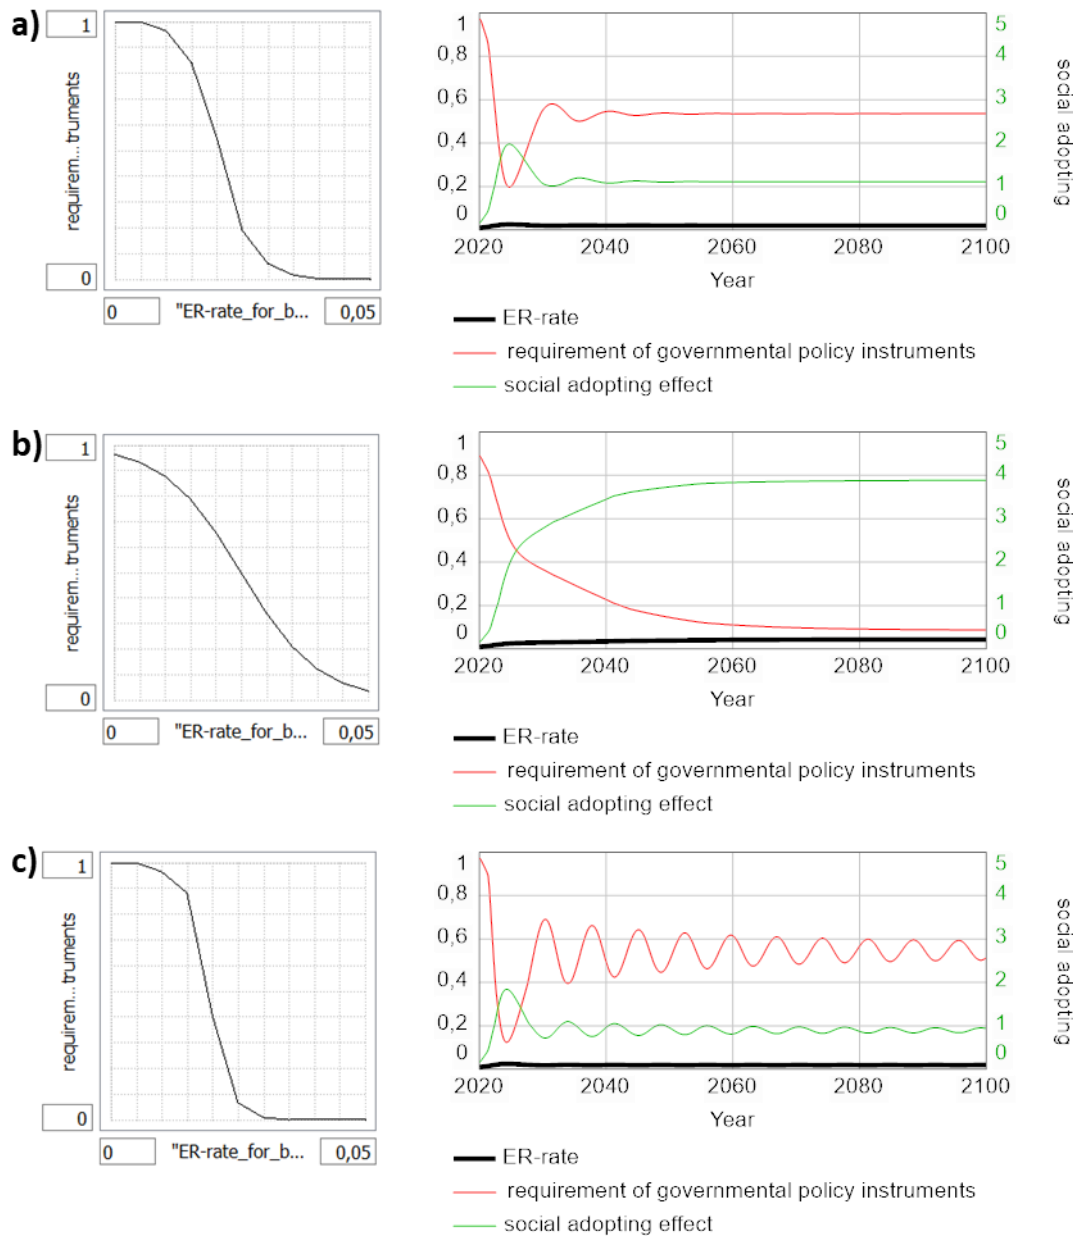 a)
1
requirem... truments
0
0
"ER-rate_for_b...
0,05
1
0,8
0,6
0,4
0,2
0
5
4
3
2
1
0
social adopting
2020 2040 2060 2080 2100
Year
ER-rate
requirement of governmental policy instruments
social adopting effect
b)
1
requirem... truments
0
0
"ER-rate_for_b...
0,05
1
0,8
0,6
0,4
0,2
0
5
4
3
2
1
0
social adopting
2020 2040 2060 2080 2100
Year
ER-rate
requirement of governmental policy instruments
social adopting effect
c)
1
requirem... truments
0
0
"ER-rate_for_b...
0,05
1
0,8
0,6
0,4
0,2
0
5
4
3
2
1
0
social adopting
2020 2040 2060 2080 2100
Year
ER-rate
requirement of governmental policy instruments
social adopting effect